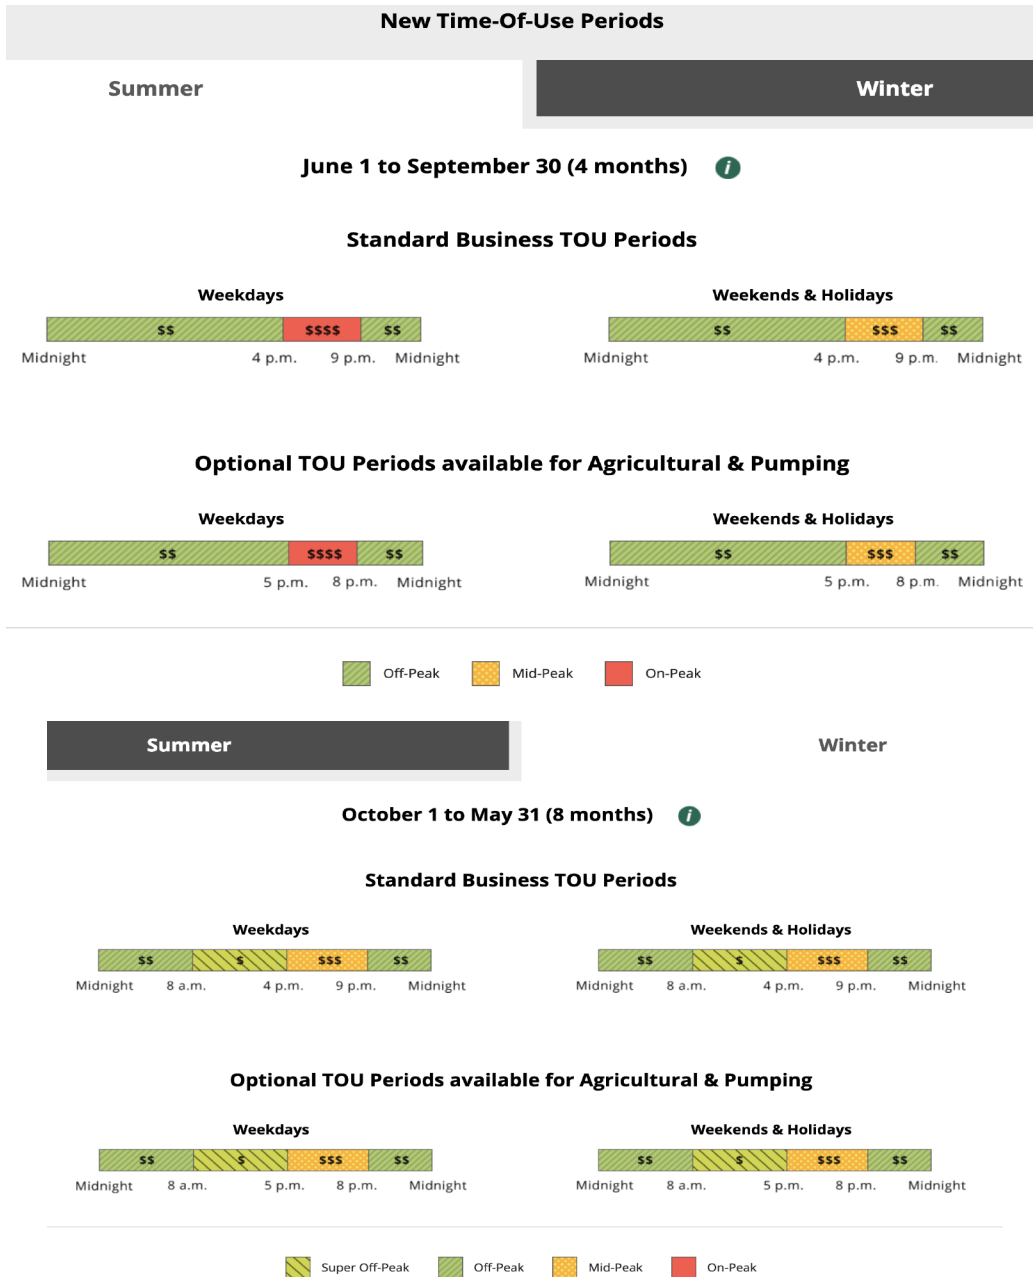 New Time-Of-Use Periods
Summer Winter
June 1 to September 30 (4 months) i
Standard Business TOU Periods
Weekdays Weekends & Holidays
$$ $$$$ $$ $$ $$$ $$
Midnight 4 p.m. 9 p.m. Midnight Midnight 4 p.m. 9 p.m. Midnight
Optional TOU Periods available for Agricultural & Pumping
Weekdays Weekends & Holidays
$$ $$$$ $$ $$ $$$ $$
Midnight 5 p.m. 8 p.m. Midnight Midnight 5 p.m. 8 p.m. Midnight
Off-Peak Mid-Peak On-Peak
Summer Winter
October 1 to May 31 (8 months) i
Standard Business TOU Periods
Weekdays Weekends & Holidays
$$ $ $$$ $$ $$ $ $$$ $$
Midnight 8 a.m. 4 p.m. 9 p.m. Midnight Midnight 8 a.m. 4 p.m. 9 p.m. Midnight
Optional TOU Periods available for Agricultural & Pumping
Weekdays Weekends & Holidays
$$ $ $$$ $$ $$ $ $$$ $$
Midnight 8 a.m. 5 p.m. 8 p.m. Midnight Midnight 8 a.m. 5 p.m. 8 p.m. Midnight
Super Off-Peak Off-Peak Mid-Peak On-Peak